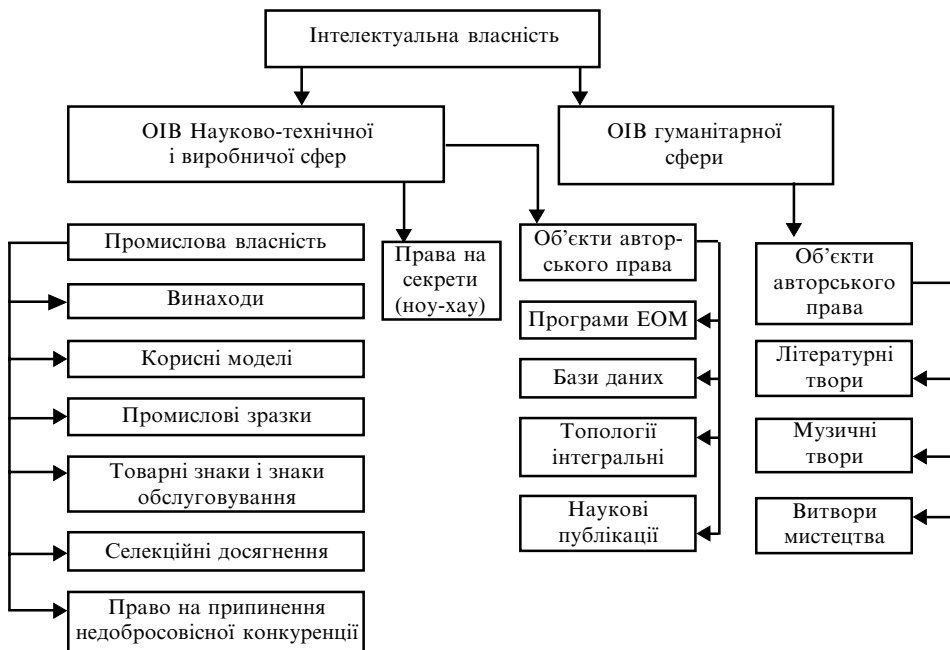 Інтелектуальна власність
ОІВ Науково-технічної
і виробничої сфер
ОІВ гуманітарної
сфери
Промислова власність
Винаходи
Корисні моделі
Промислові зразки
Товарні знаки і знаки
обслуговування
Селекційні досягнення
Право на припинення
недобросовісної конкуренції
Права на
секрети
(ноу-хау)
Об'єкти автор-
ського права
Програми ЕОМ
Бази даних
Топології
інтегральні
Наукові
публікації
Об'єкти
авторського
права
Літературні
твори
Музичні
твори
Витвори
мистецтва